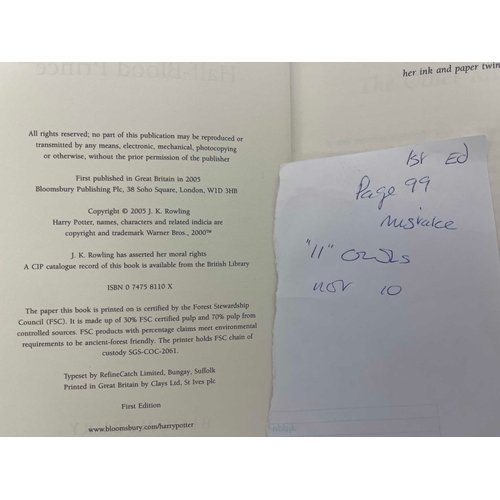 Half-Blood Prince
her ink and paper twin
All rights reserved; no part of this publication may be reproduced or
transmitted by any means, electronic, mechanical, photocopying
or otherwise, without the prior permission of the publisher
First published in Great Britain in 2005
Bloomsbury Publishing Plc, 38 Soho Square, London, W1D 3HB
Copyright © 2005 J. K. Rowling
Harry Potter, names, characters and related indicia are
copyright and trademark Warner Bros., 2000™
J. K. Rowling has asserted her moral rights
A CIP catalogue record of this book is available from the British Library
ISBN 0 7475 8110 X
The paper this book is printed on is certified by the Forest Stewardship
Council (FSC). It is made up of 30% FSC certified pulp and 70% pulp from
controlled sources. FSC products with percentage claims meet environmental
requirements to be ancient-forest friendly. The printer holds FSC chain of
custody SGS-COC-2061.
Typeset by RefineCatch Limited, Bungay, Suffolk
Printed in Great Britain by Clays Ltd, St Ives plc
First Edition
www.bloomsbury.com/harrypotter
1st ED
Page 99
mistake
"11" OWLS
not 10